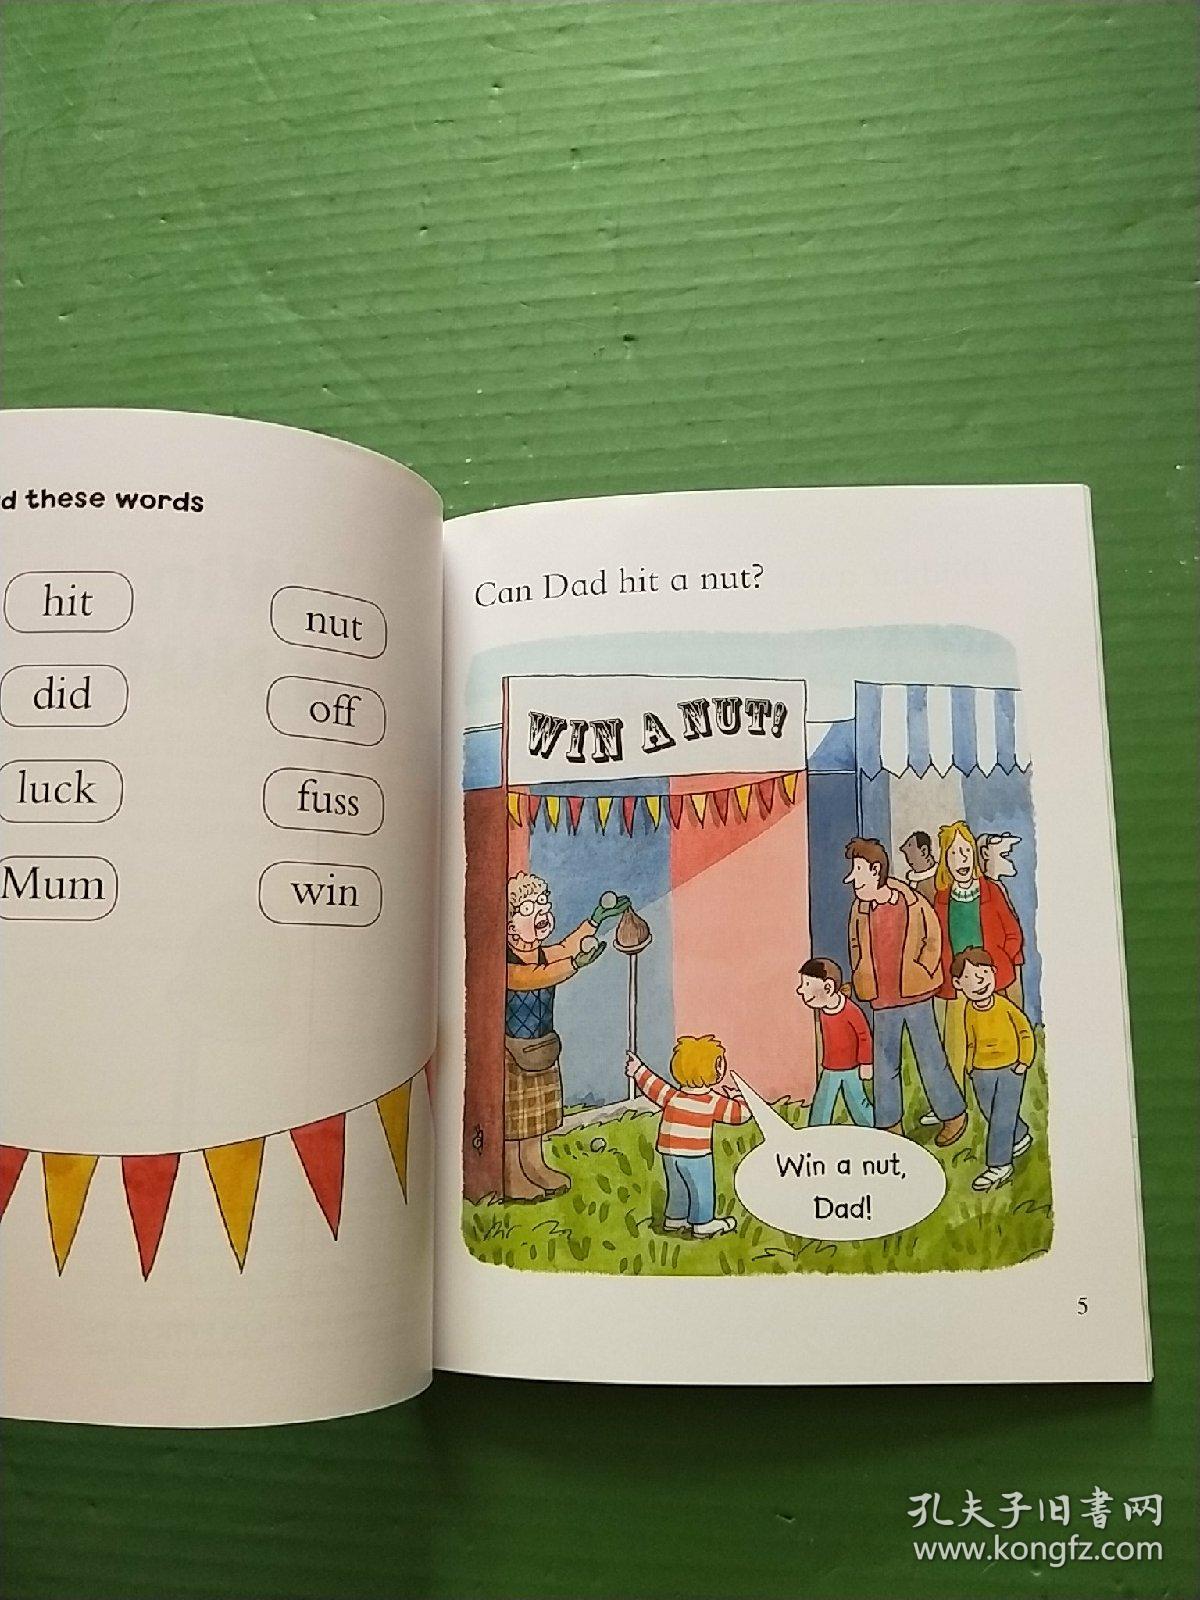 d these words
hit
nut
did
off
luck
fuss
Mum
win
Can Dad hit a nut?
WIN A NUT!
Win a nut,
Dad!
5
孔夫子旧书网
www.kongfz.com